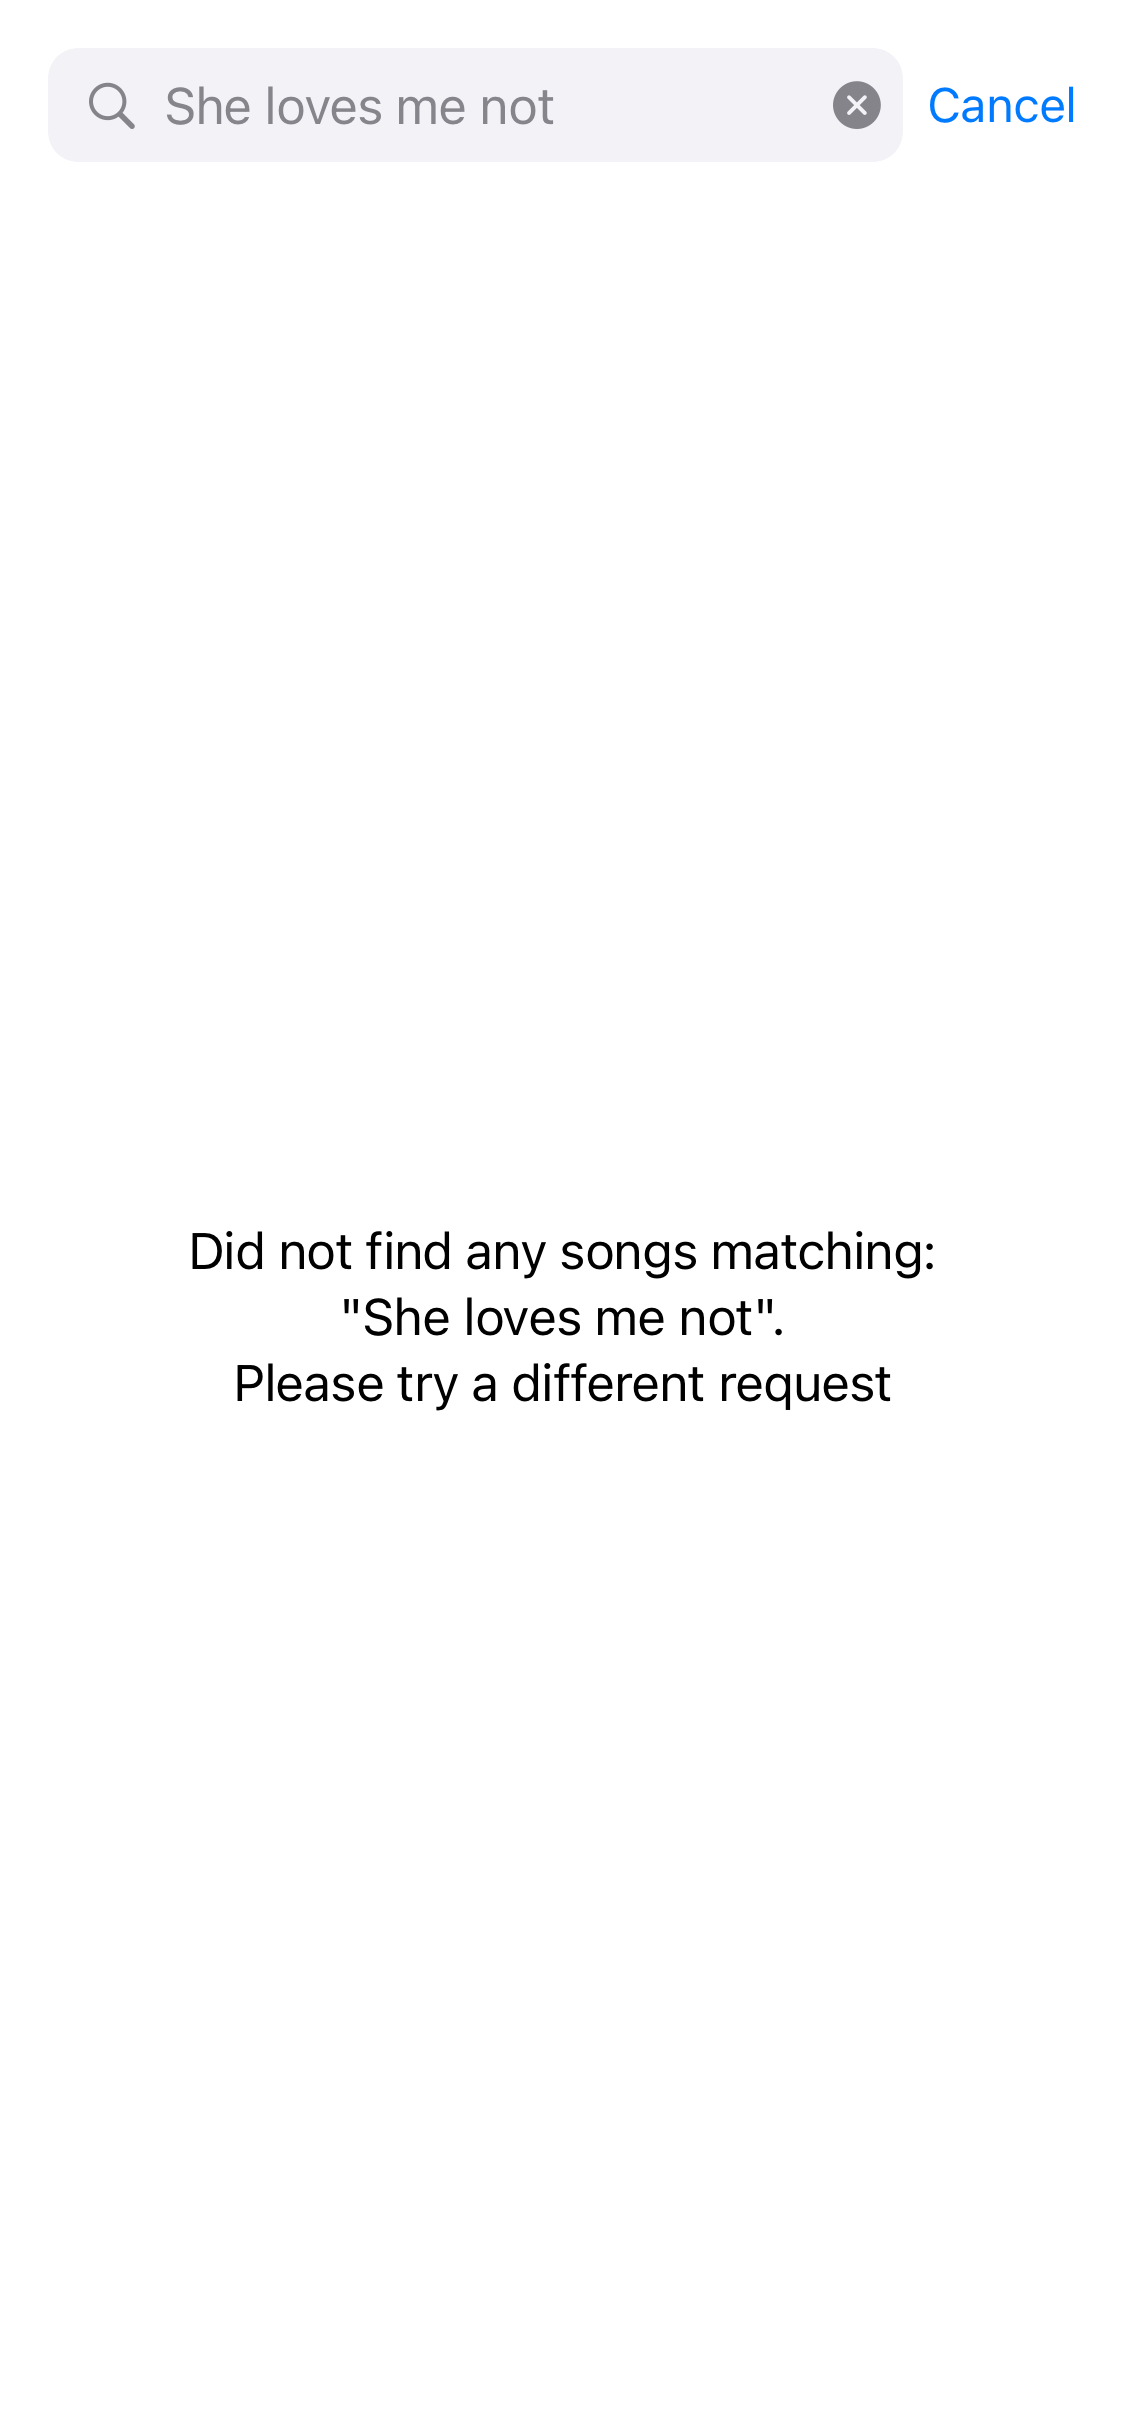 She loves me not
Cancel
Did not find any songs matching:
"She loves me not".
Please try a different request